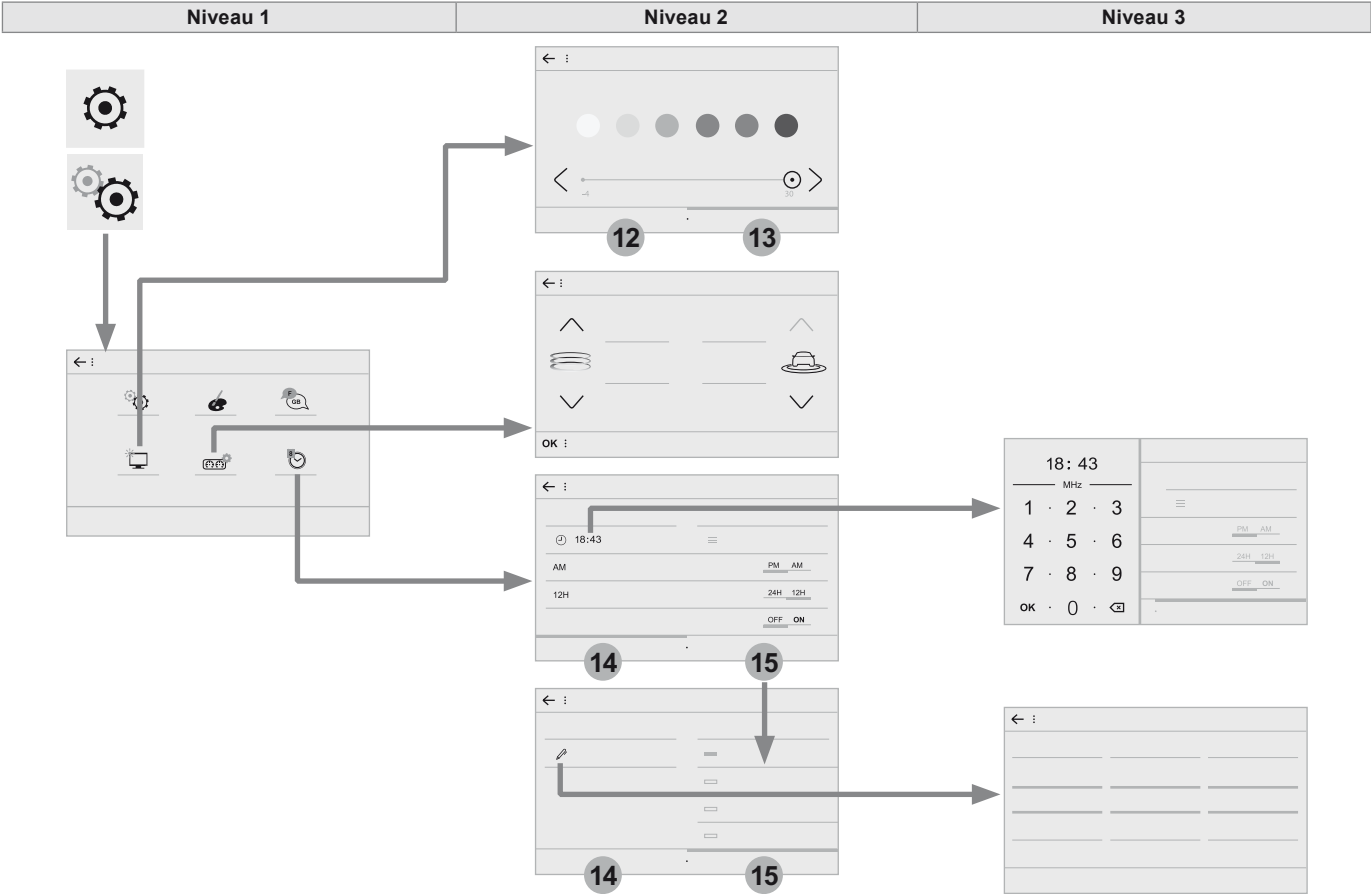 Niveau 1
Niveau 2
Niveau 3
-4
30
12
13
F
GB
8
OK
18:43
AM
PM AM
12H
24H 12H
OFF ON
14
15
18:43
MHz
1 · 2 · 3
4 · 5 · 6
7 · 8 · 9
OK · 0 ·
PM AM
24H 12H
OFF ON
14
15